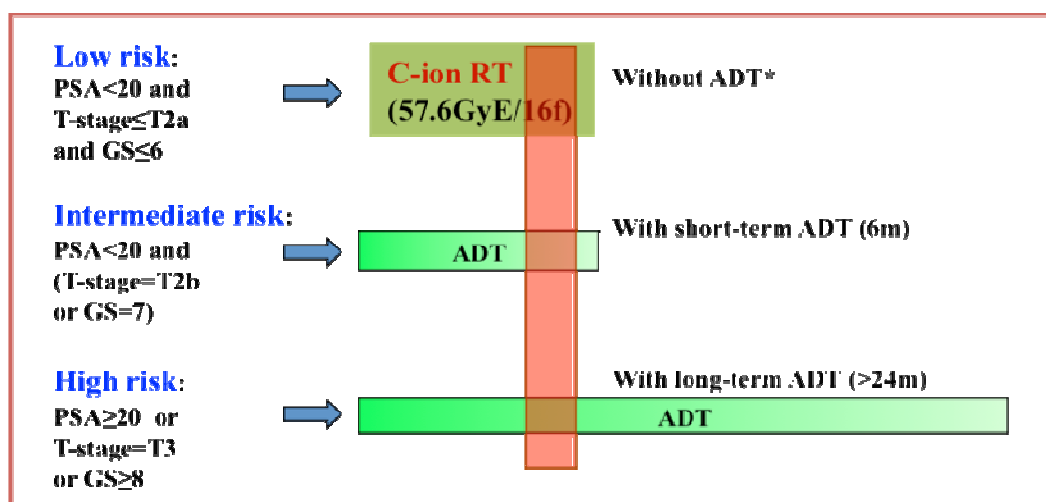 Low risk:
PSA<20 and
T-stage≤T2a
and GS≤6
C-ion RT
(57.6GyE/16f)
Without ADT*
Intermediate risk:
PSA<20 and
(T-stage=T2b
or GS=7)
ADT
With short-term ADT (6m)
High risk:
PSA≥20 or
T-stage=T3
or GS≥8
With long-term ADT (>24m)
ADT